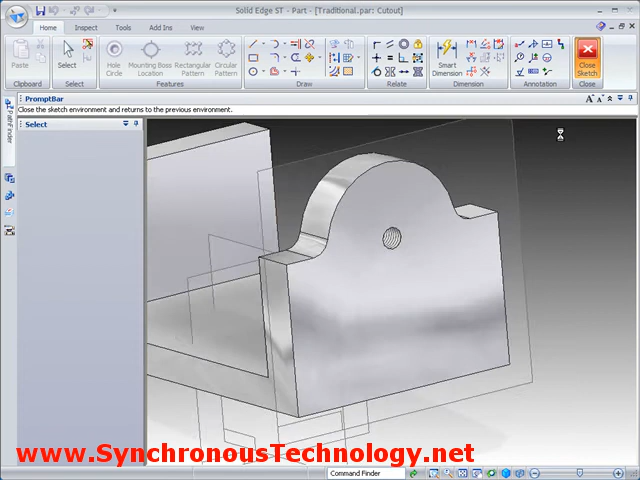 Solid Edge ST - Part - [Traditional.par: Cutout]
Home Inspect Tools Add Ins View
Paste Select Hole Circle Mounting Boss Location Rectangular Pattern Circular Pattern Smart Dimension Close Sketch
Clipboard Select Features Draw Relate Dimension Annotation Close
PromptBar
Close the sketch environment and returns to the previous environment.
Select
PathFinder
www.SynchronousTechnology.net
Command Finder